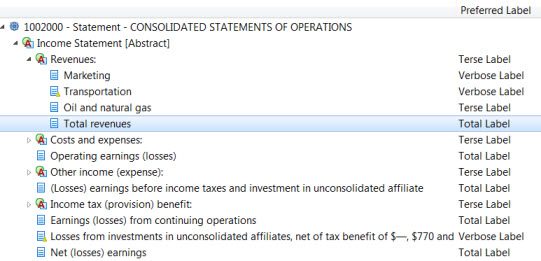 Preferred Label
1002000 - Statement - CONSOLIDATED STATEMENTS OF OPERATIONS
Income Statement [Abstract]
Revenues: Terse Label
Marketing Verbose Label
Transportation Verbose Label
Oil and natural gas Terse Label
Total revenues Total Label
Costs and expenses: Terse Label
Operating earnings (losses) Total Label
Other income (expense): Terse Label
(Losses) earnings before income taxes and investment in unconsolidated affiliate Total Label
Income tax (provision) benefit: Terse Label
Earnings (losses) from continuing operations Total Label
Losses from investments in unconsolidated affiliates, net of tax benefit of $—, $770 and Verbose Label
Net (losses) earnings Total Label